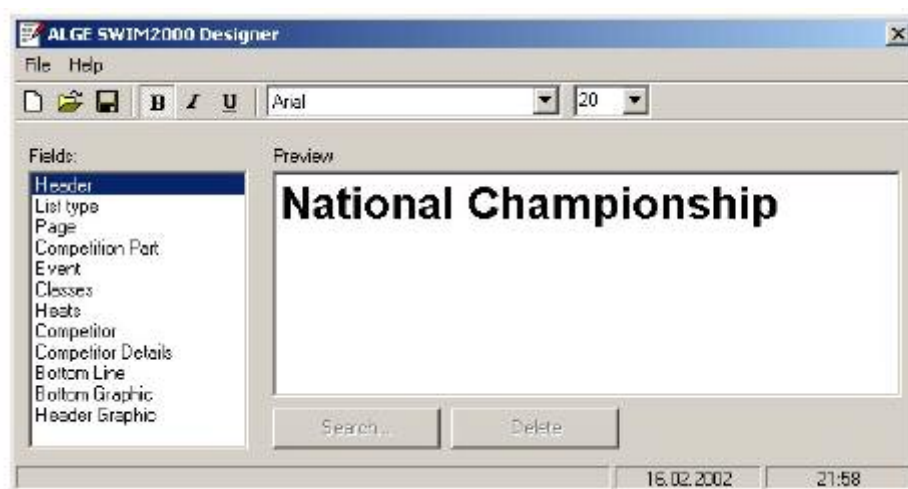 ALGE SWIM2000 Designer
File Help
B I U Arial 20
Fields:
Preview
Header
List type
Page
Competition Part
Event
Classes
Heats
Competitor
Competitor Details
Bottom Line
Bottom Graphic
Header Graphic
National Championship
Search... Delete
16.02.2002 21:58